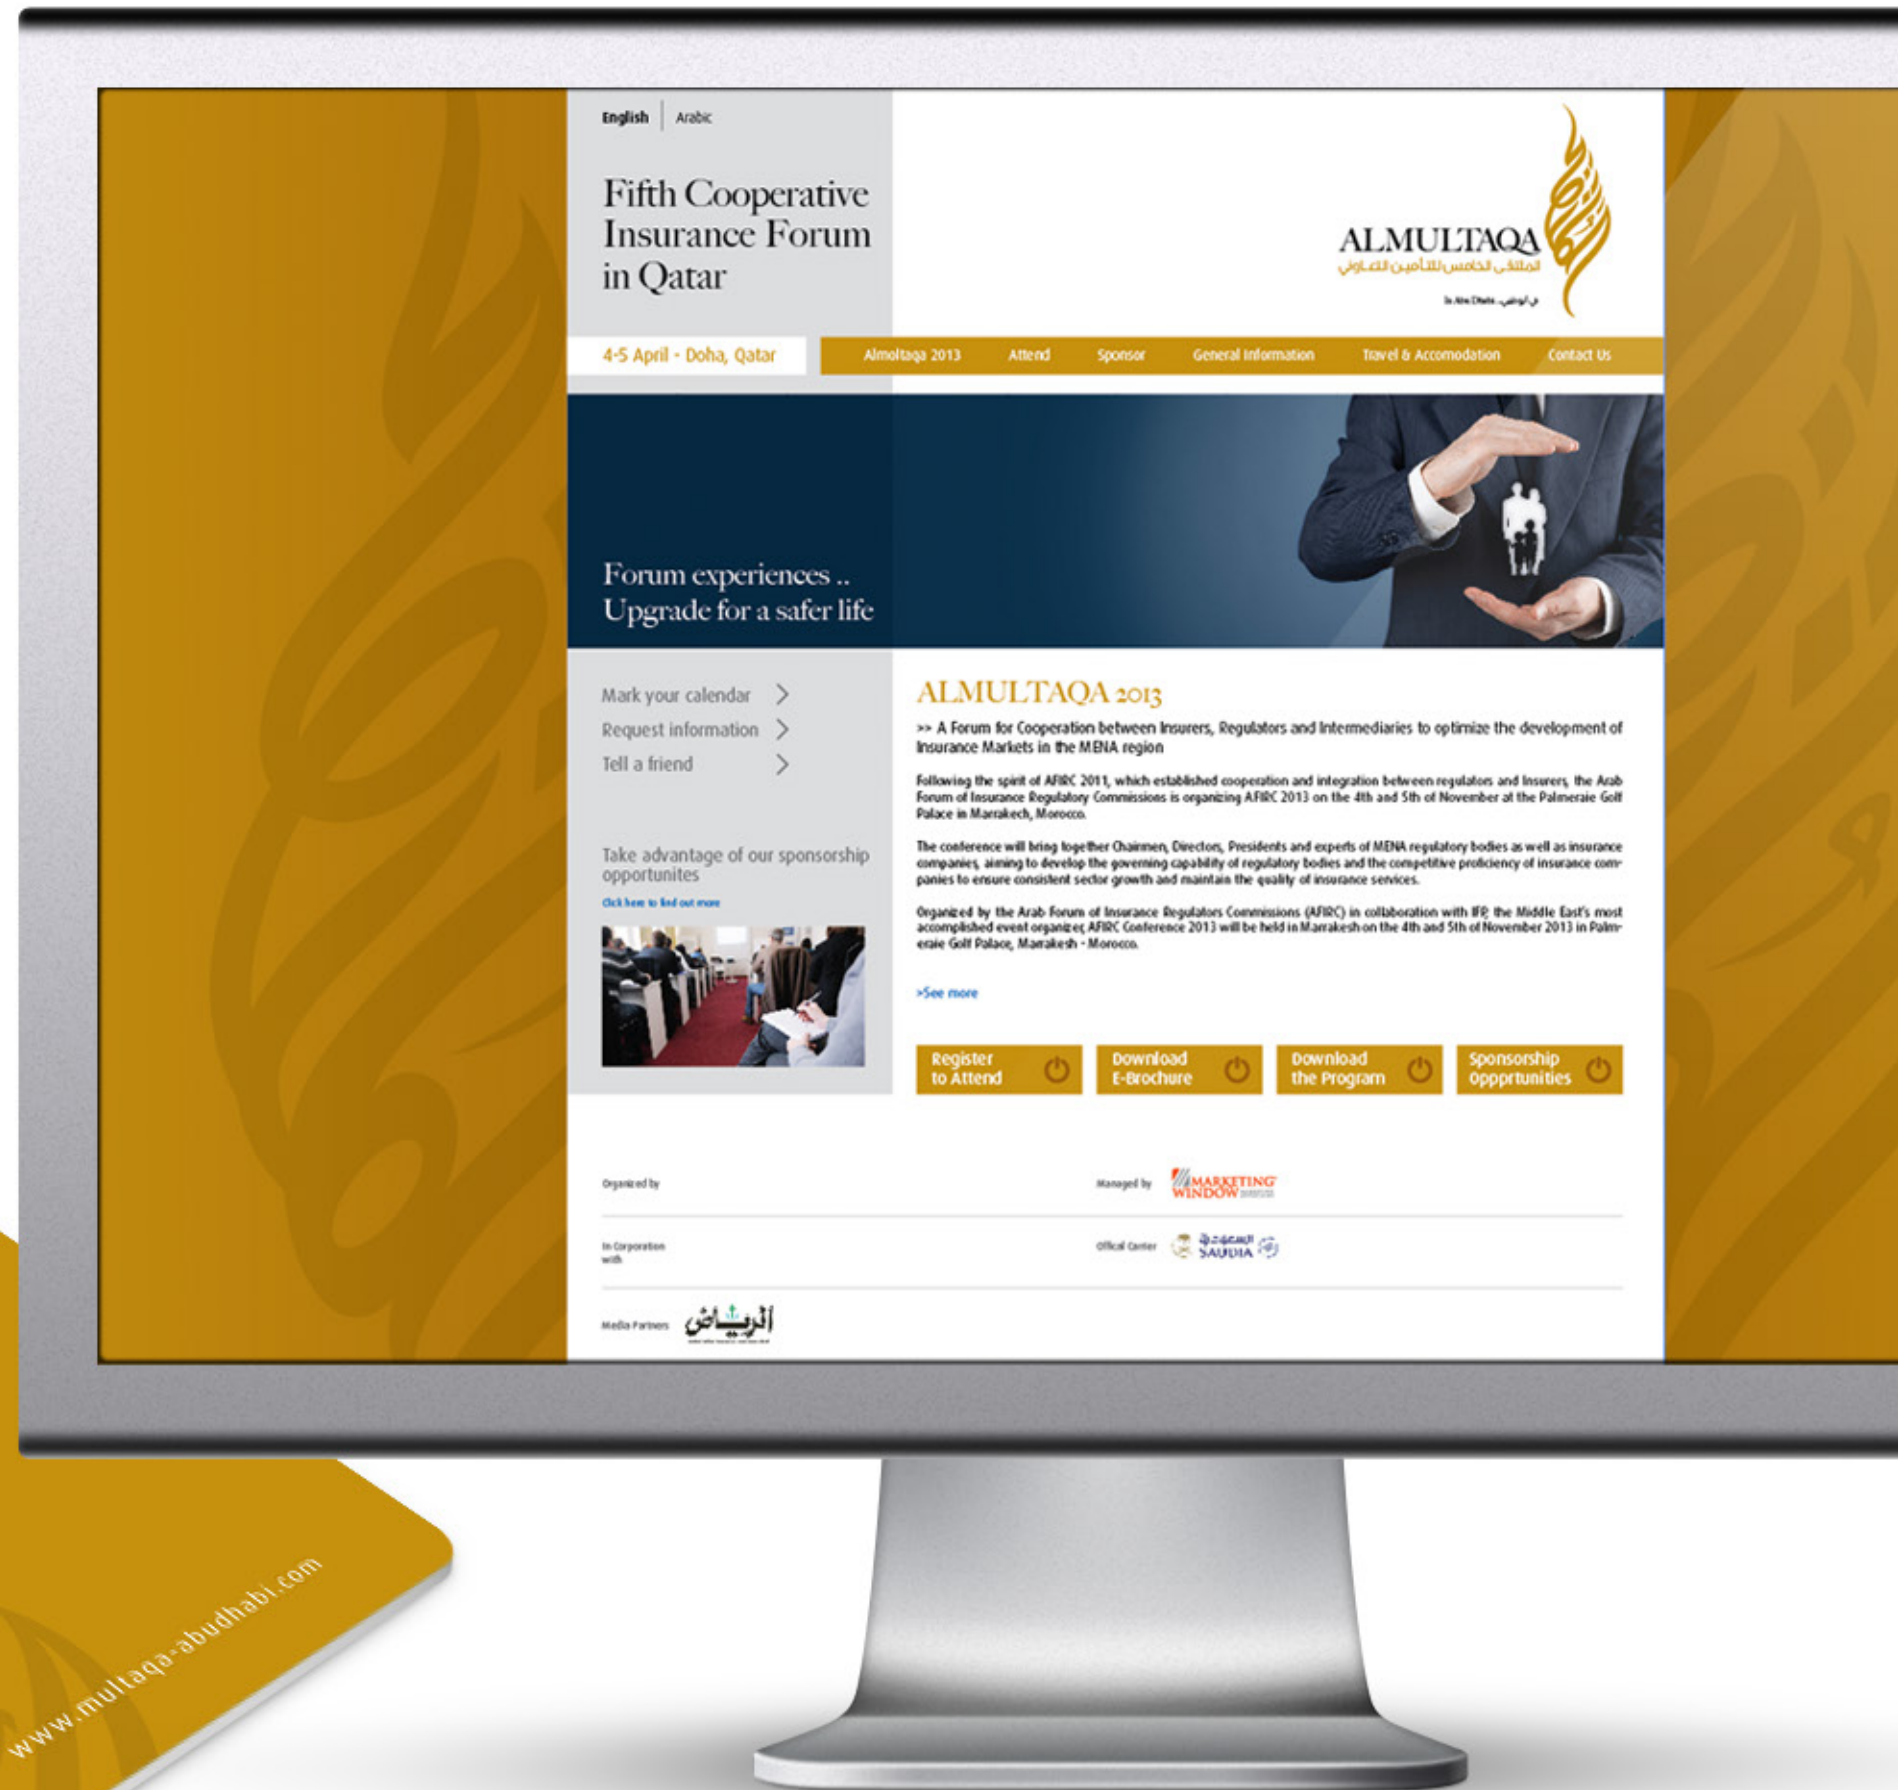 English | Arabic
Fifth Cooperative
Insurance Forum
in Qatar
ALMULTAQA
الملتقى الخامس للتأمين التعاوني
In Abu Dhabi .. في أبوظبي
4-5 April - Doha, Qatar
Almoltaqa 2013 Attend Sponsor General Information Travel & Accomodation Contact Us
Forum experiences ..
Upgrade for a safer life
Mark your calendar
Request information
Tell a friend
Take advantage of our sponsorship
opportunites
Click here to find out more
ALMULTAQA 2013
>> A Forum for Cooperation between Insurers, Regulators and Intermediaries to optimize the development of
Insurance Markets in the MENA region
Following the spirit of AFIRC 2011, which established cooperation and integration between regulators and Insurers, the Arab
Forum of Insurance Regulatory Commissions is organizing AFIRC 2013 on the 4th and 5th of November at the Palmeraie Golf
Palace in Marrakech, Morocco.
The conference will bring together Chairmen, Directors, Presidents and experts of MENA regulatory bodies as well as insurance
companies, aiming to develop the governing capability of regulatory bodies and the competitive proficiency of insurance com-
panies to ensure consistent sector growth and maintain the quality of insurance services.
Organized by the Arab Forum of Insurance Regulators Commissions (AFIRC) in collaboration with IFP, the Middle East's most
accomplished event organizer, AFIRC Conference 2013 will be held in Marrakesh on the 4th and 5th of November 2013 in Palm-
eraie Golf Palace, Marrakesh - Morocco.
>See more
Register
to Attend
Download
E-Brochure
Download
the Program
Sponsorship
Oppprtunities
Organized by
Managed by
MARKETING
WINDOW
In Corporation
with
Offical Carrier
السعودية
SAUDIA
Media Partners
الرياض
www.multaqa-abudhabi.com